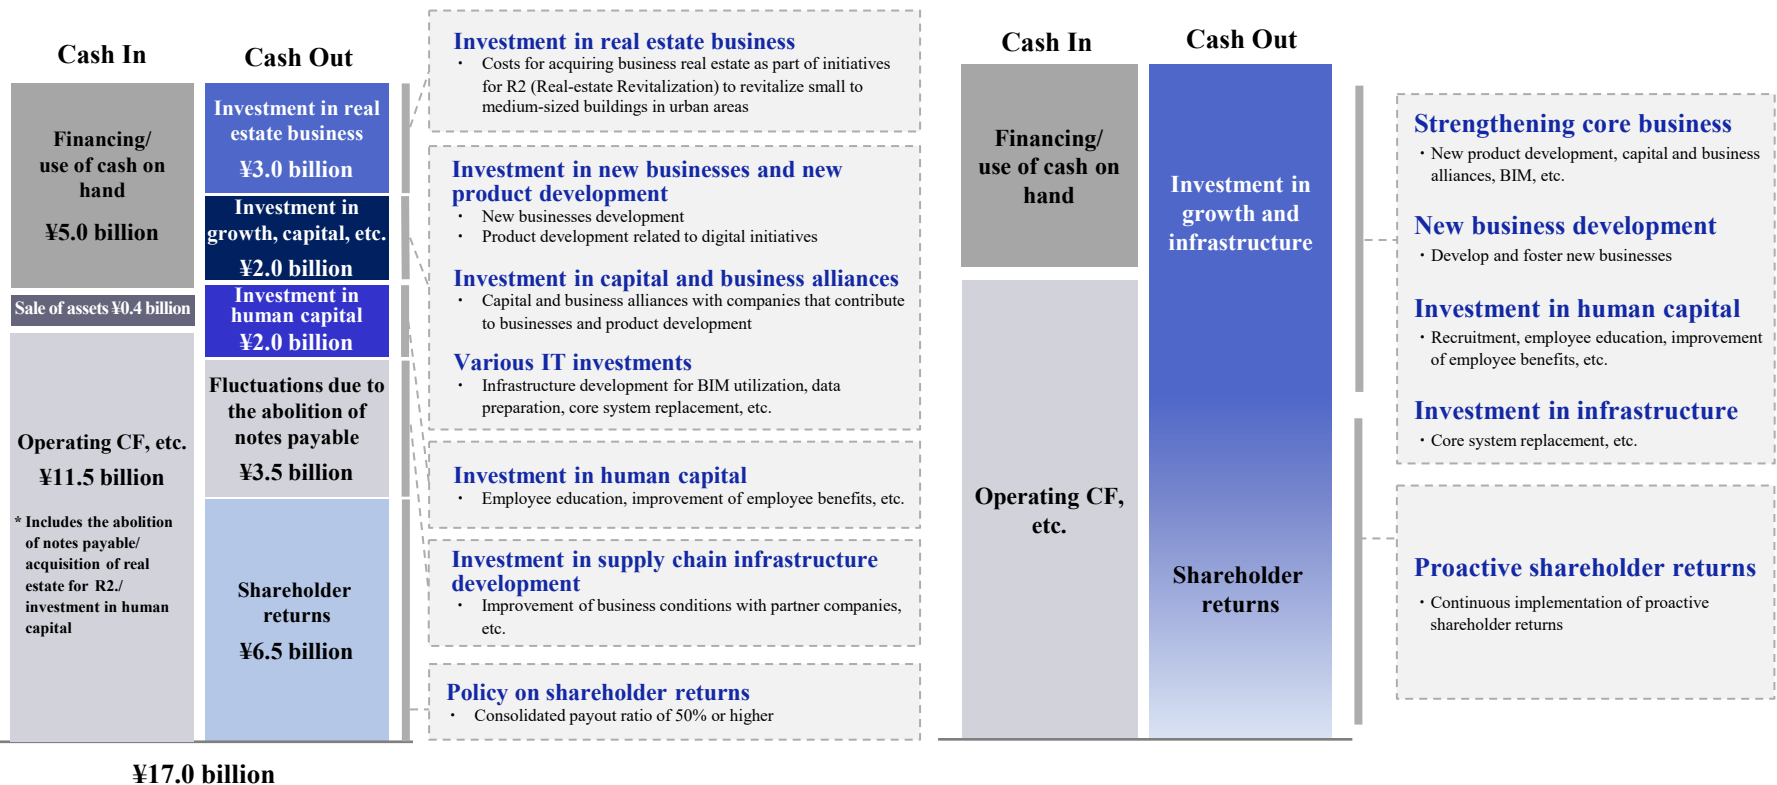 Cash In
Cash Out
Financing/
use of cash on
hand
¥5.0 billion
Sale of assets ¥0.4 billion
Operating CF, etc.
¥11.5 billion
* Includes the abolition
of notes payable/
acquisition of real
estate for R2./
investment in human
capital
Investment in real
estate business
¥3.0 billion
Investment in
growth, capital, etc.
¥2.0 billion
Investment in
human capital
¥2.0 billion
Fluctuations due to
the abolition of
notes payable
¥3.5 billion
Shareholder
returns
¥6.5 billion
¥17.0 billion
Investment in real estate business
・ Costs for acquiring business real estate as part of initiatives
for R2 (Real-estate Revitalization) to revitalize small to
medium-sized buildings in urban areas
Investment in new businesses and new
product development
・ New businesses development
・ Product development related to digital initiatives
Investment in capital and business alliances
・ Capital and business alliances with companies that contribute
to businesses and product development
Various IT investments
・ Infrastructure development for BIM utilization, data
preparation, core system replacement, etc.
Investment in human capital
・ Employee education, improvement of employee benefits, etc.
Investment in supply chain infrastructure
development
・ Improvement of business conditions with partner companies,
etc.
Policy on shareholder returns
・ Consolidated payout ratio of 50% or higher
Cash In
Cash Out
Financing/
use of cash on
hand
Operating CF,
etc.
Investment in
growth and
infrastructure
Shareholder
returns
Strengthening core business
・New product development, capital and business
alliances, BIM, etc.
New business development
・Develop and foster new businesses
Investment in human capital
・Recruitment, employee education, improvement
of employee benefits, etc.
Investment in infrastructure
・Core system replacement, etc.
Proactive shareholder returns
・Continuous implementation of proactive
shareholder returns